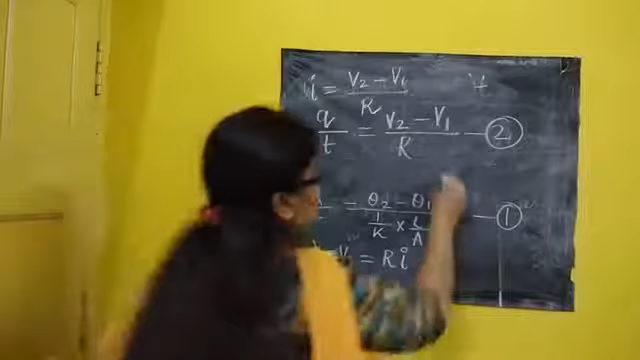 i = V₂ - V₁ / R
q / t = V₂ - V₁ / R — ②
= θ₂ - θ₁ / 1/K × L/A — ①
= Ri